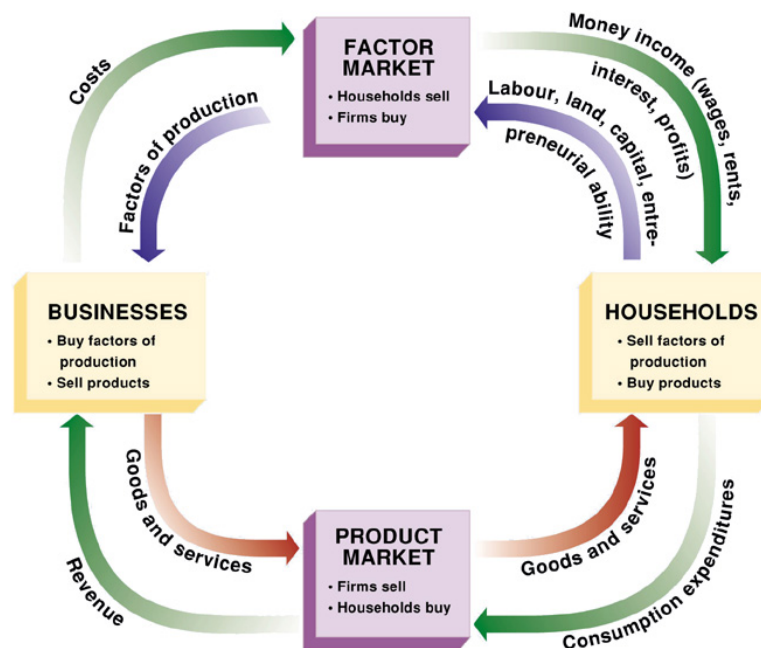 FACTOR
MARKET
• Households sell
• Firms buy
Costs
Factors of production
Money income (wages, rents,
interest, profits)
Labour, land, capital, entre-
preneurial ability
BUSINESSES
• Buy factors of
production
• Sell products
HOUSEHOLDS
• Sell factors of
production
• Buy products
Goods and services
Revenue
PRODUCT
MARKET
• Firms sell
• Households buy
Goods and services
Consumption expenditures